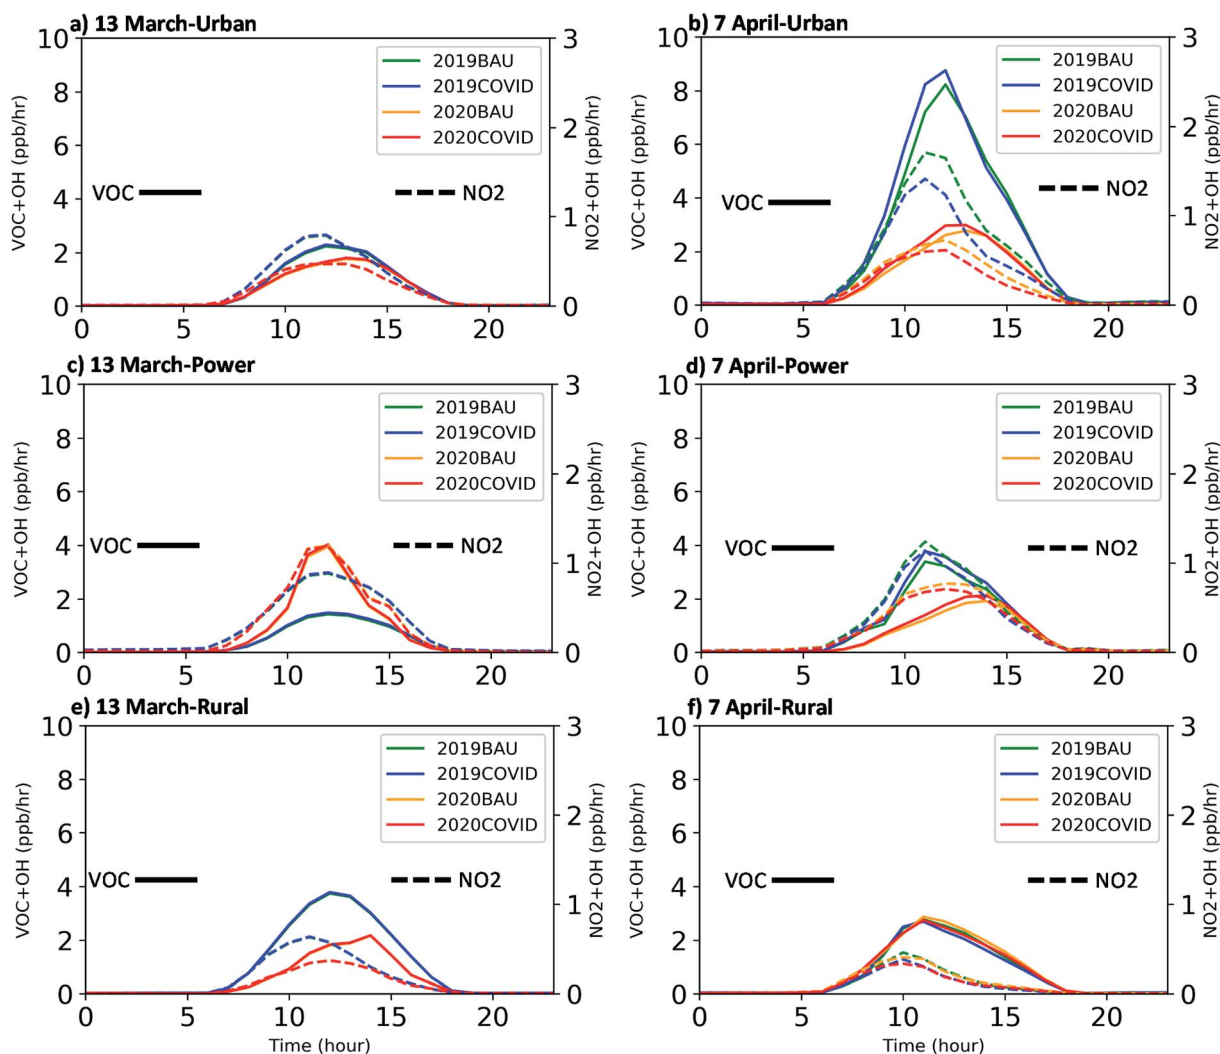 a) 13 March-Urban
10
8
6
4
2
0
VOC+OH (ppb/hr)
2019BAU
2019COVID
2020BAU
2020COVID
VOC
NO2
3
2
1
0
NO2+OH (ppb/hr)
0 5 10 15 20
b) 7 April-Urban
10
8
6
4
2
0
VOC+OH (ppb/hr)
2019BAU
2019COVID
2020BAU
2020COVID
VOC
NO2
3
2
1
0
NO2+OH (ppb/hr)
0 5 10 15 20
c) 13 March-Power
10
8
6
4
2
0
VOC+OH (ppb/hr)
2019BAU
2019COVID
2020BAU
2020COVID
VOC
NO2
3
2
1
0
NO2+OH (ppb/hr)
0 5 10 15 20
d) 7 April-Power
10
8
6
4
2
0
VOC+OH (ppb/hr)
2019BAU
2019COVID
2020BAU
2020COVID
VOC
NO2
3
2
1
0
NO2+OH (ppb/hr)
0 5 10 15 20
e) 13 March-Rural
10
8
6
4
2
0
VOC+OH (ppb/hr)
2019BAU
2019COVID
2020BAU
2020COVID
VOC
NO2
3
2
1
0
NO2+OH (ppb/hr)
0 5 10 15 20
Time (hour)
f) 7 April-Rural
10
8
6
4
2
0
VOC+OH (ppb/hr)
2019BAU
2019COVID
2020BAU
2020COVID
VOC
NO2
3
2
1
0
NO2+OH (ppb/hr)
0 5 10 15 20
Time (hour)